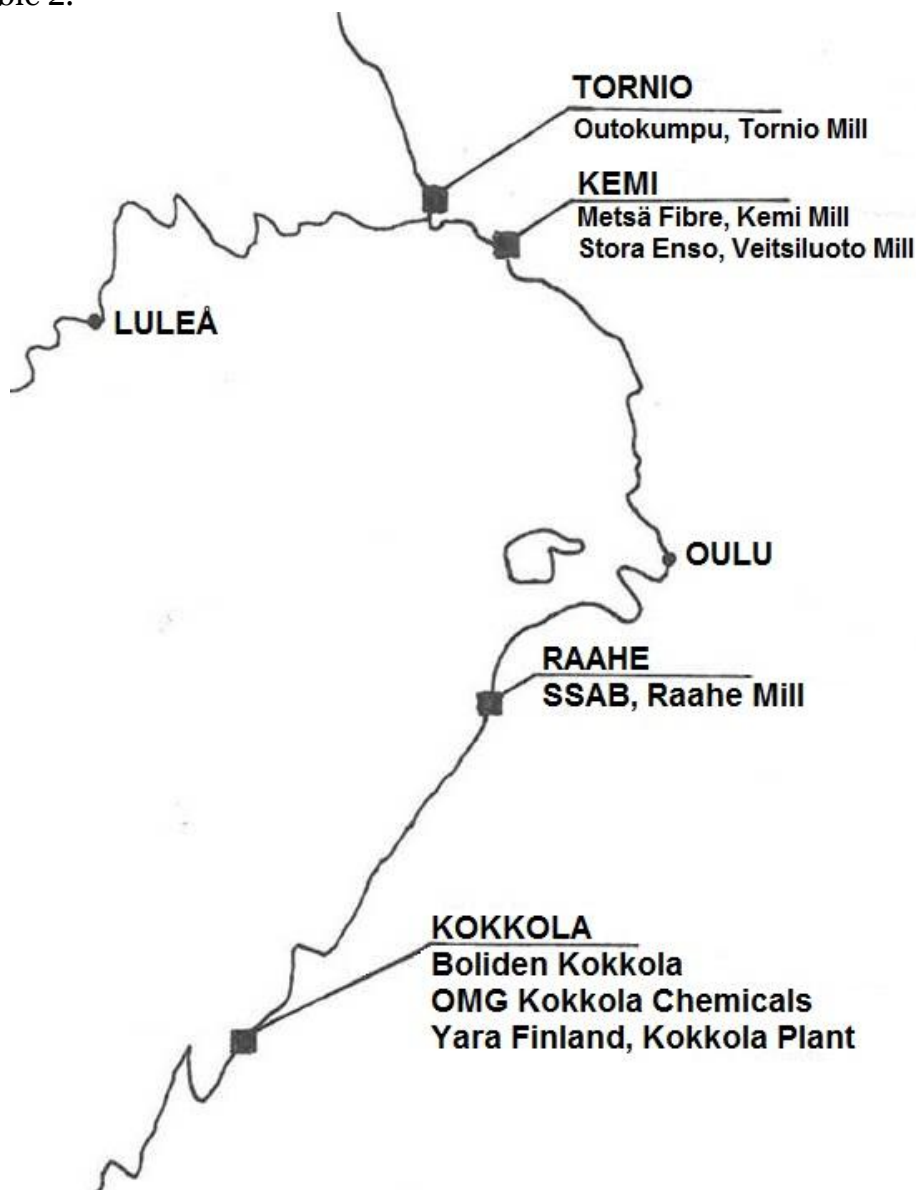 TORNIO
Outokumpu, Tornio Mill
KEMI
Metsä Fibre, Kemi Mill
Stora Enso, Veitsiluoto Mill
LULEÅ
OULU
RAAHE
SSAB, Raahe Mill
KOKKOLA
Boliden Kokkola
OMG Kokkola Chemicals
Yara Finland, Kokkola Plant